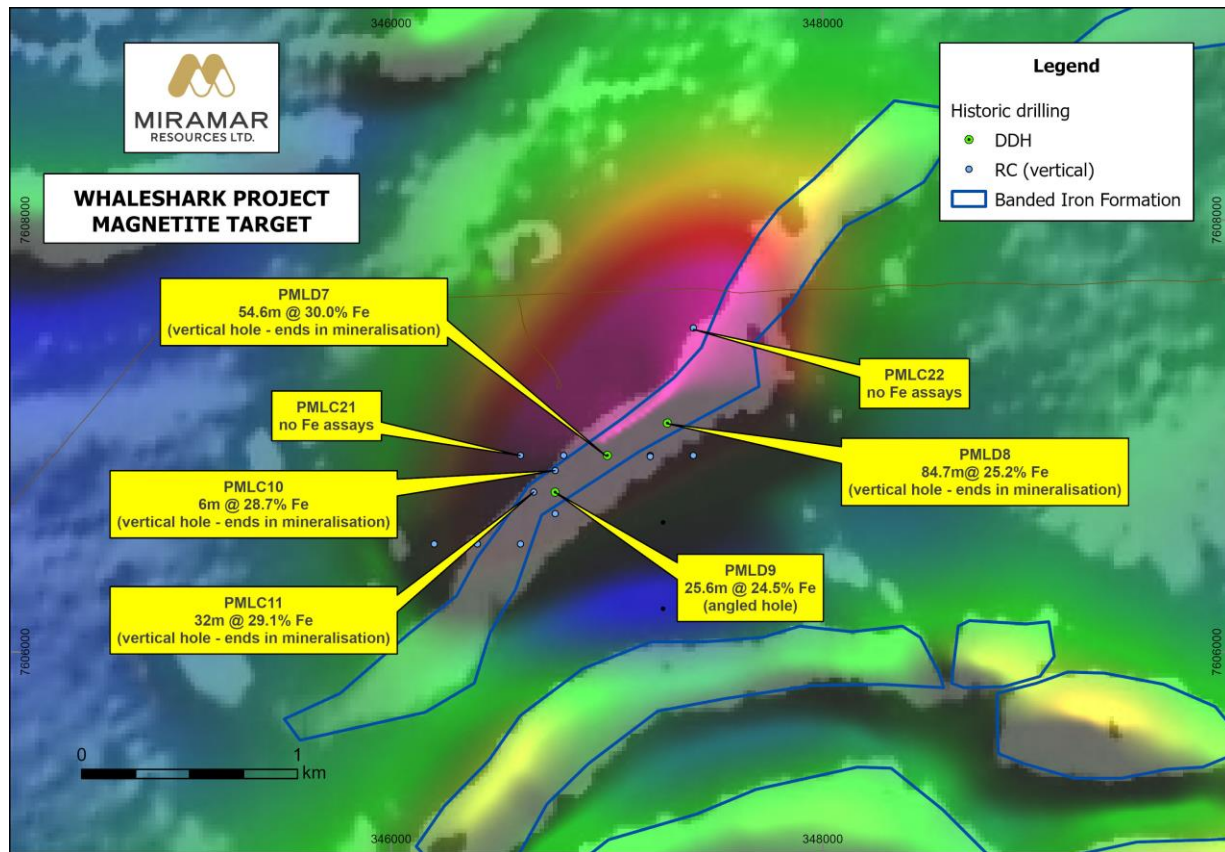 346000
348000
MIRAMAR
RESOURCES LTD.
WHALESHARK PROJECT
MAGNETITE TARGET
Legend
Historic drilling
DDH
RC (vertical)
Banded Iron Formation
7608000
7608000
PMLD7
54.6m @ 30.0% Fe
(vertical hole - ends in mineralisation)
PMLC22
no Fe assays
PMLC21
no Fe assays
PMLD8
84.7m@ 25.2% Fe
(vertical hole - ends in mineralisation)
PMLC10
6m @ 28.7% Fe
(vertical hole - ends in mineralisation)
PMLD9
25.6m @ 24.5% Fe
(angled hole)
PMLC11
32m @ 29.1% Fe
(vertical hole - ends in mineralisation)
7606000
7606000
0 1
km
346000
348000